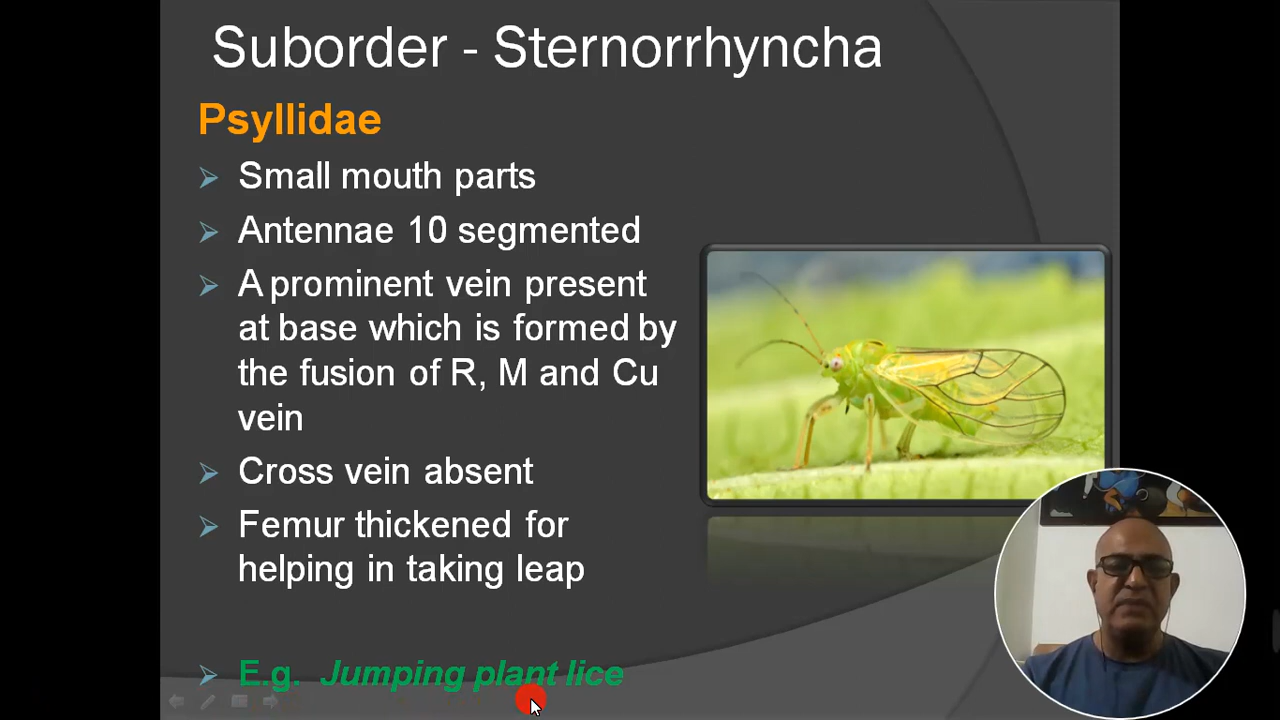 Suborder - Sternorrhyncha
Psyllidae
Small mouth parts
Antennae 10 segmented
A prominent vein present
at base which is formed by
the fusion of R, M and Cu
vein
Cross vein absent
Femur thickened for
helping in taking leap
E.g. Jumping plant lice